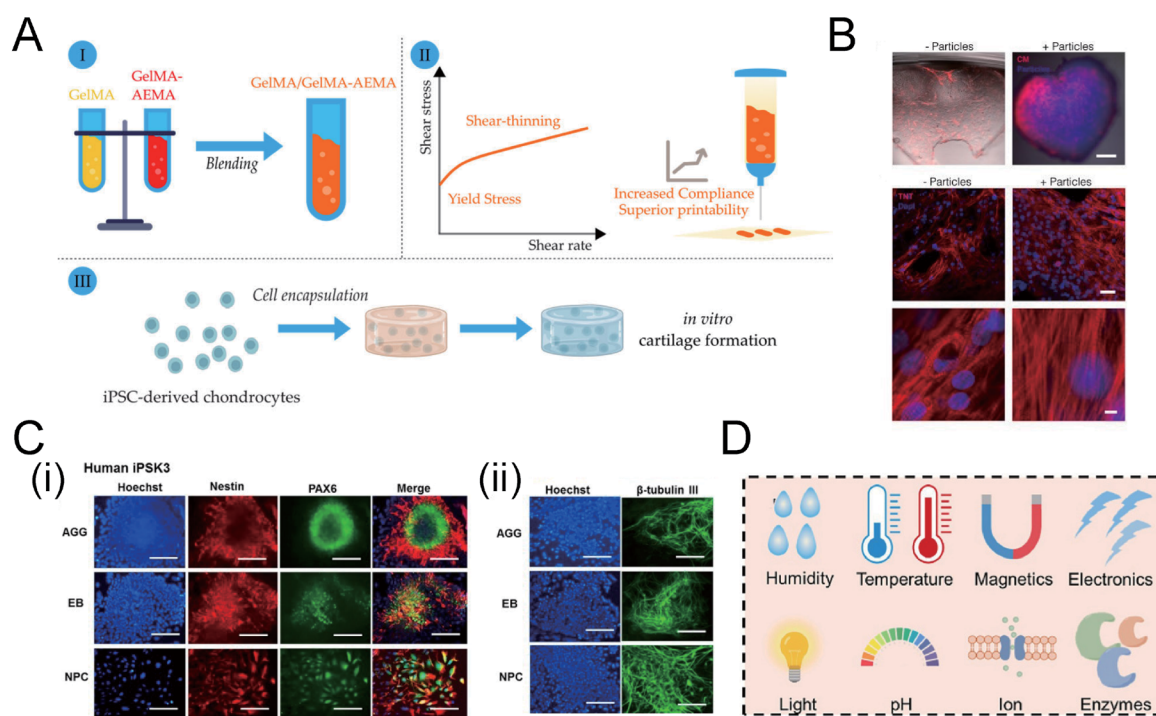 A
I
GelMA
GelMA-
AEMA
Blending
GelMA/GelMA-AEMA
II
Shear stress
Shear-thinning
Yield Stress
Shear rate
Increased Compliance
Superior printability
III
Cell encapsulation
iPSC-derived chondrocytes
in vitro
cartilage formation
B
- Particles
+ Particles
CM
- Particles
+ Particles
TNT
Dapi
C
(i)
Human iPSK3
Hoechst
Nestin
PAX6
Merge
AGG
EB
NPC
(ii)
Hoechst
β-tubulin III
AGG
EB
NPC
D
Humidity
Temperature
Magnetics
Electronics
Light
pH
Ion
Enzymes